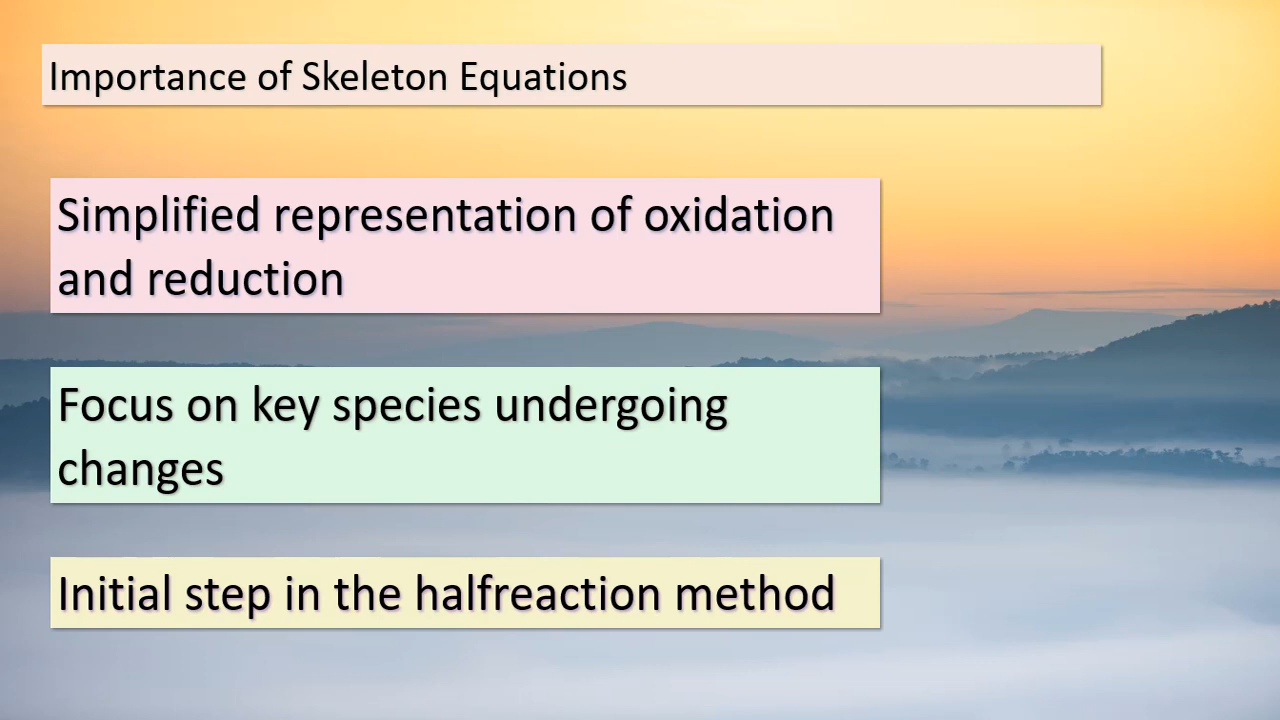 Importance of Skeleton Equations
Simplified representation of oxidation
and reduction
Focus on key species undergoing
changes
Initial step in the halfreaction method